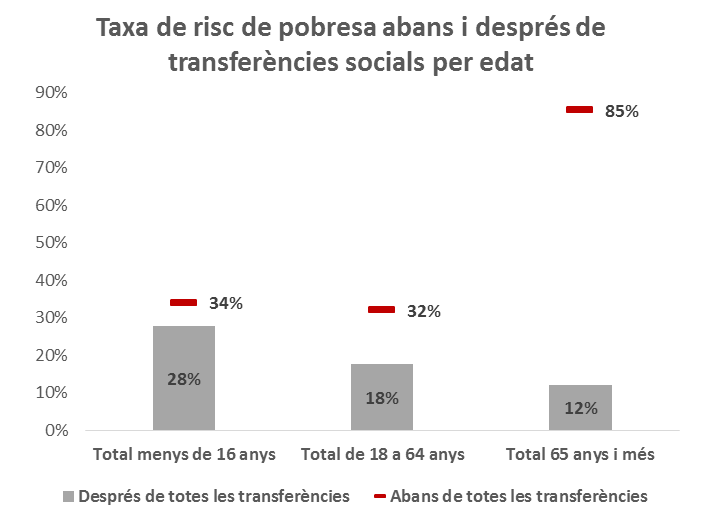 Taxa de risc de pobresa abans i després de
transferències socials per edat
90%
80%
70%
60%
50%
40%
30%
20%
10%
0%
85%
34%
32%
28%
18%
12%
Total menys de 16 anys
Total de 18 a 64 anys
Total 65 anys i més
Després de totes les transferències
Abans de totes les transferències